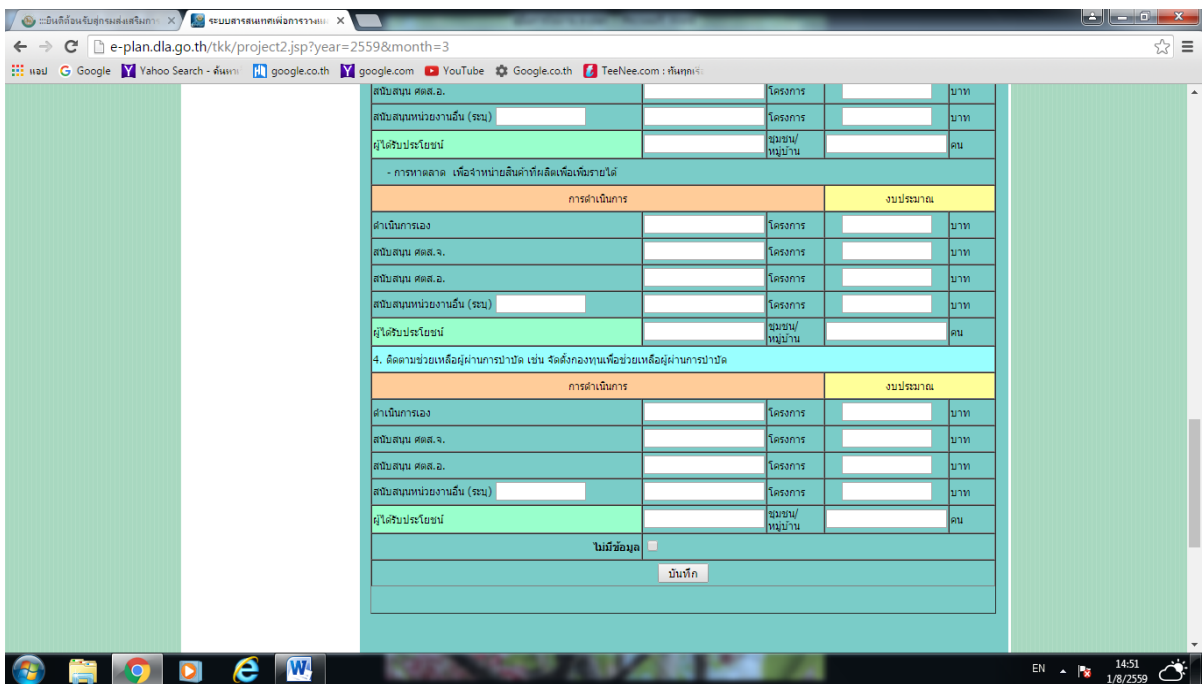 :::ยินดีต้อนรับสู่กรมส่งเสริมการ
ระบบสารสนเทศเพื่อการวางแผ
e-plan.dla.go.th/tkk/project2.jsp?year=2559&month=3
แอป Google Yahoo Search - ค้นหา google.co.th google.com YouTube Google.co.th TeeNee.com : ทันทุก
สนับสนุน ศตส.อ. โครงการ บาท
สนับสนุนหน่วยงานอื่น (ระบุ) โครงการ บาท
ผู้ได้รับประโยชน์ ชุมชน/หมู่บ้าน คน
- การหาตลาด เพื่อจำหน่ายสินค้าที่ผลิตเพื่อเพิ่มรายได้
การดำเนินการ งบประมาณ
ดำเนินการเอง โครงการ บาท
สนับสนุน ศตส.จ. โครงการ บาท
สนับสนุน ศตส.อ. โครงการ บาท
สนับสนุนหน่วยงานอื่น (ระบุ) โครงการ บาท
ผู้ได้รับประโยชน์ ชุมชน/หมู่บ้าน คน
4. ติดตามช่วยเหลือผู้ผ่านการบำบัด เช่น จัดตั้งกองทุนเพื่อช่วยเหลือผู้ผ่านการบำบัด
การดำเนินการ งบประมาณ
ดำเนินการเอง โครงการ บาท
สนับสนุน ศตส.จ. โครงการ บาท
สนับสนุน ศตส.อ. โครงการ บาท
สนับสนุนหน่วยงานอื่น (ระบุ) โครงการ บาท
ผู้ได้รับประโยชน์ ชุมชน/หมู่บ้าน คน
ไม่มีข้อมูล
บันทึก
EN 14:51
1/8/2559